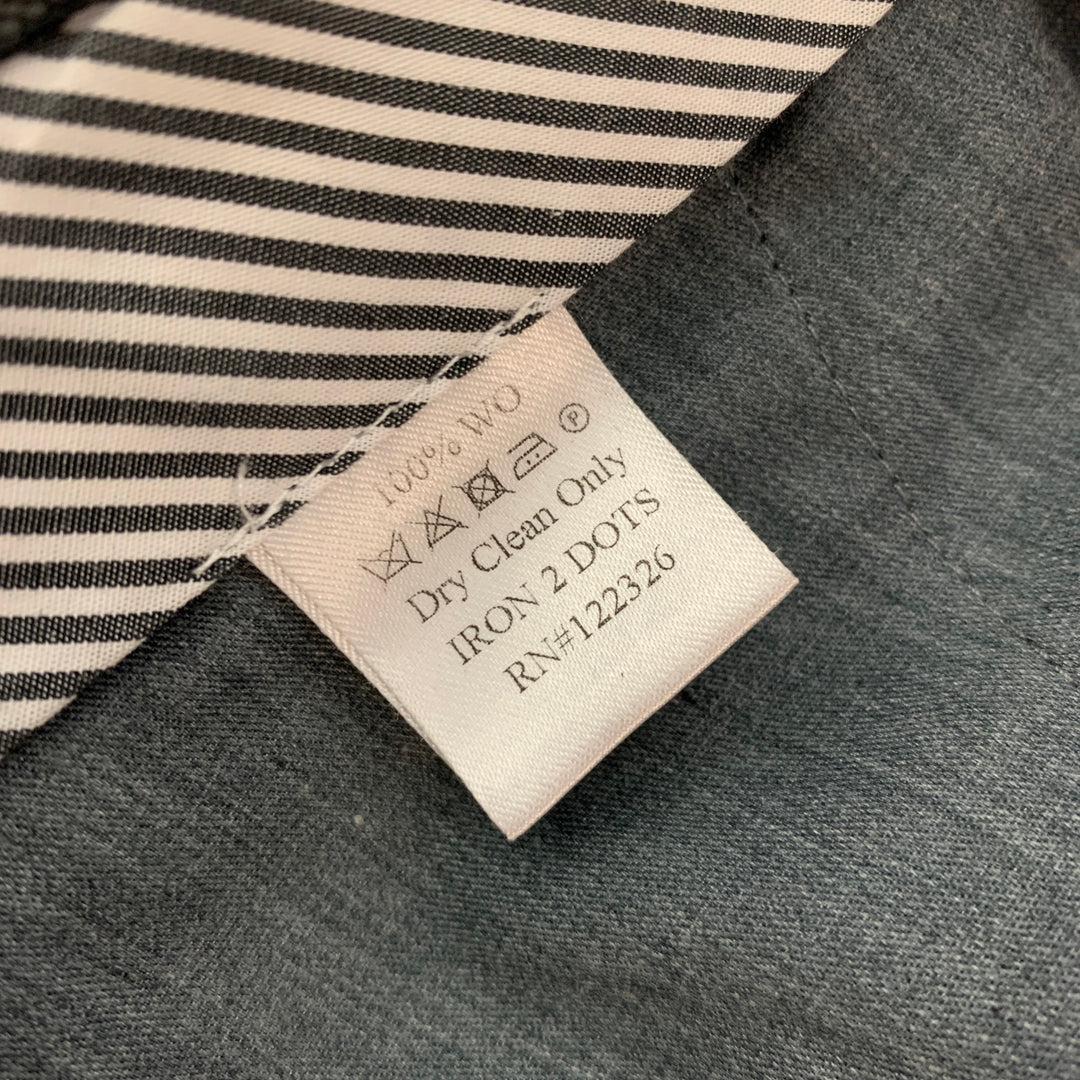 100% WO
P
Dry Clean Only
IRON 2 DOTS
RN#122326